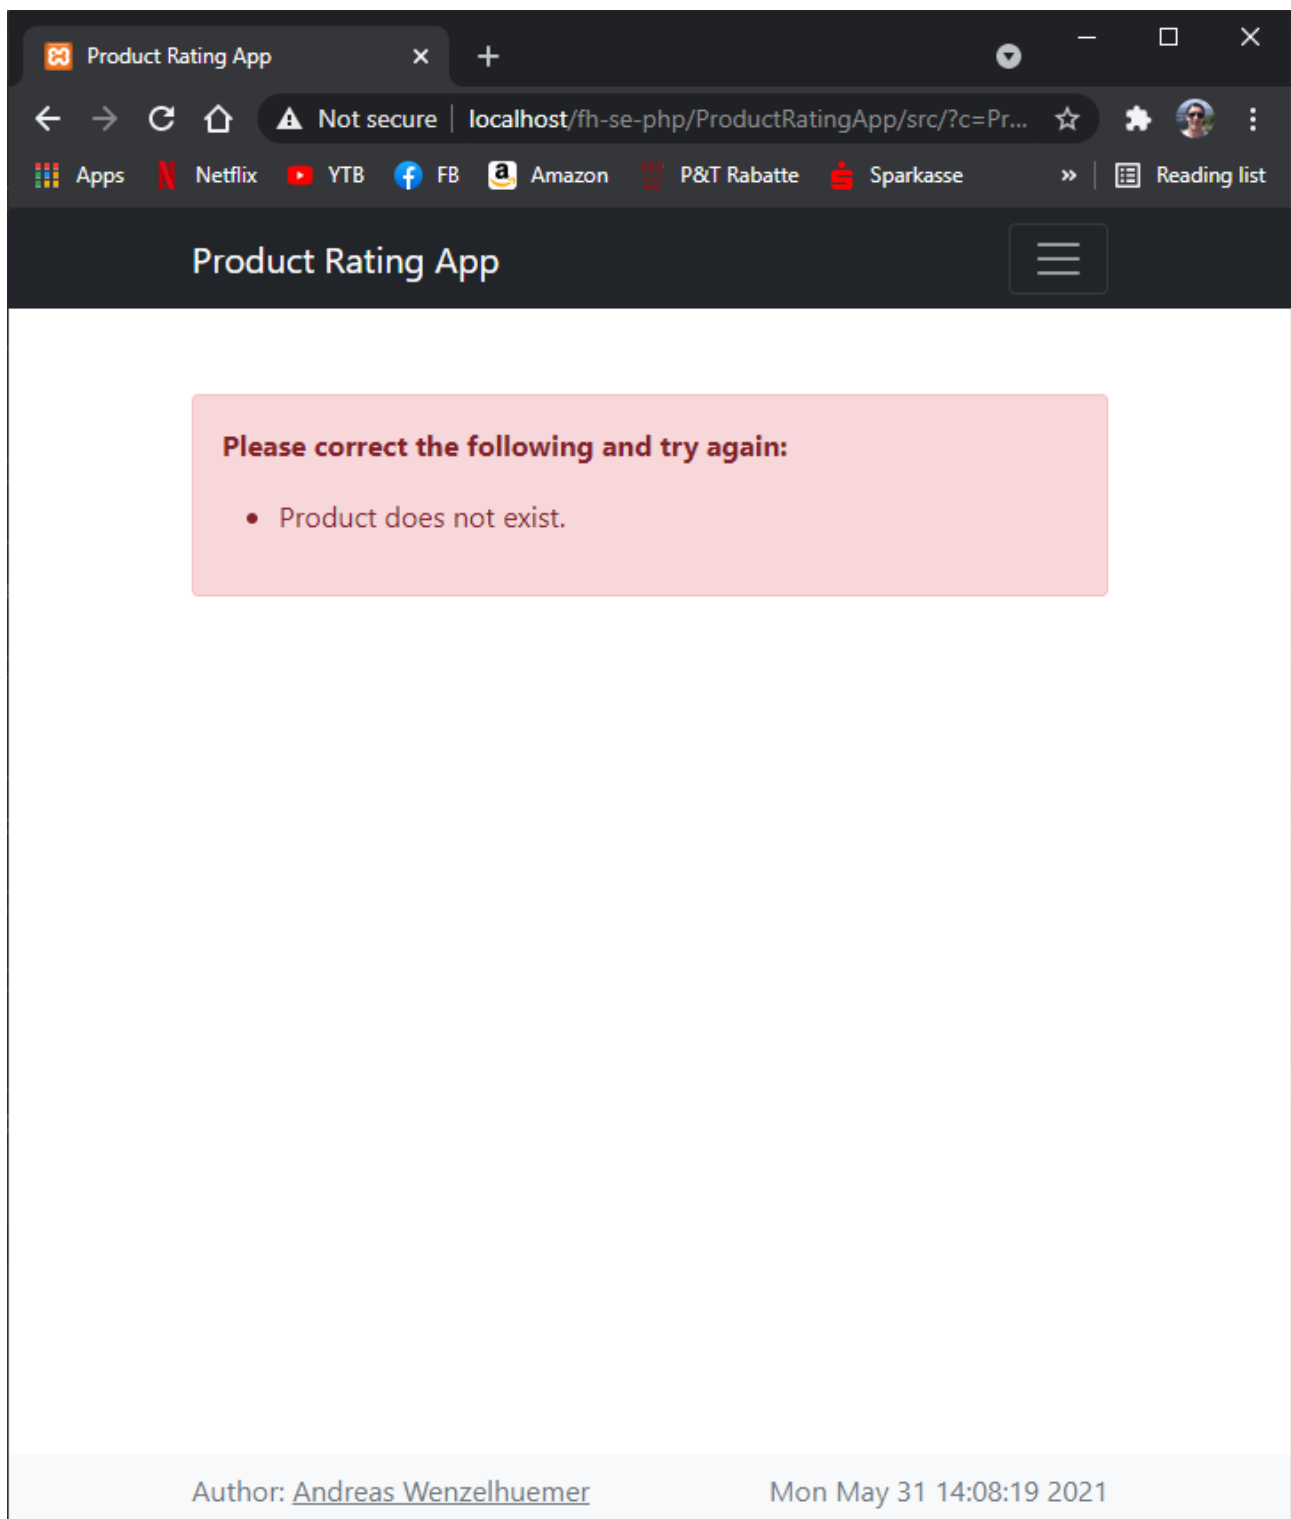 Product Rating App
Not secure localhost/fh-se-php/ProductRatingApp/src/?c=Pr...
Apps Netflix YTB FB Amazon P&T Rabatte Sparkasse » Reading list
Product Rating App
Please correct the following and try again:
• Product does not exist.
Author: Andreas Wenzelhuemer Mon May 31 14:08:19 2021